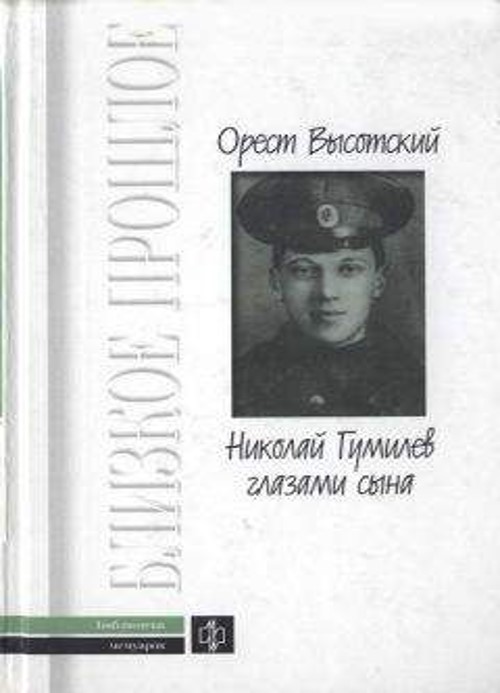 БЛИЗКОЕ ПРОШЛОЕ
Орест Высотский
Николай Гумилев
глазами сына
Библиотека
мемуаров